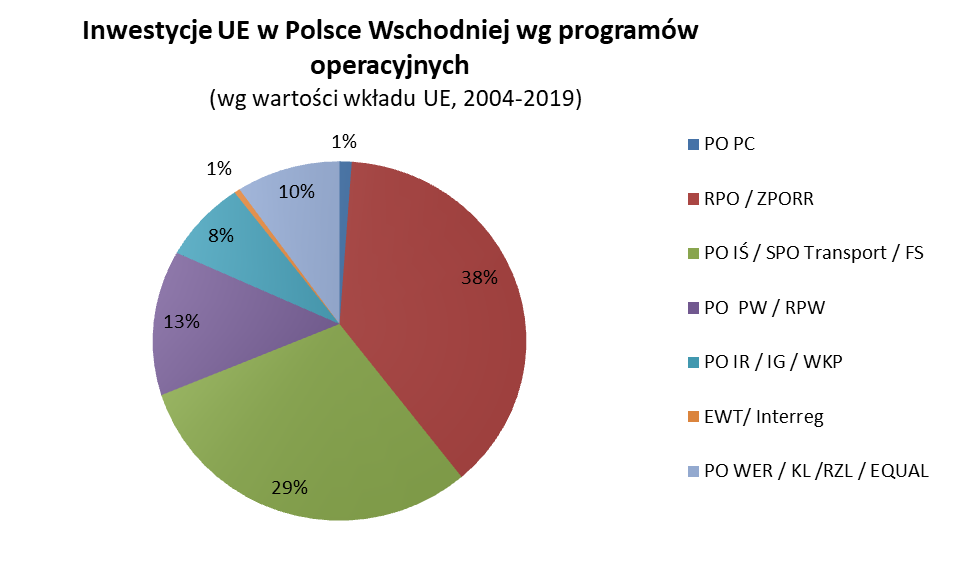 Inwestycje UE w Polsce Wschodniej wg programów
operacyjnych
(wg wartości wkładu UE, 2004-2019)
1%
1%
10%
8%
38%
13%
29%
PO PC
RPO / ZPORR
PO IŚ / SPO Transport / FS
PO  PW / RPW
PO IR / IG / WKP
EWT/ Interreg
PO WER / KL /RZL / EQUAL